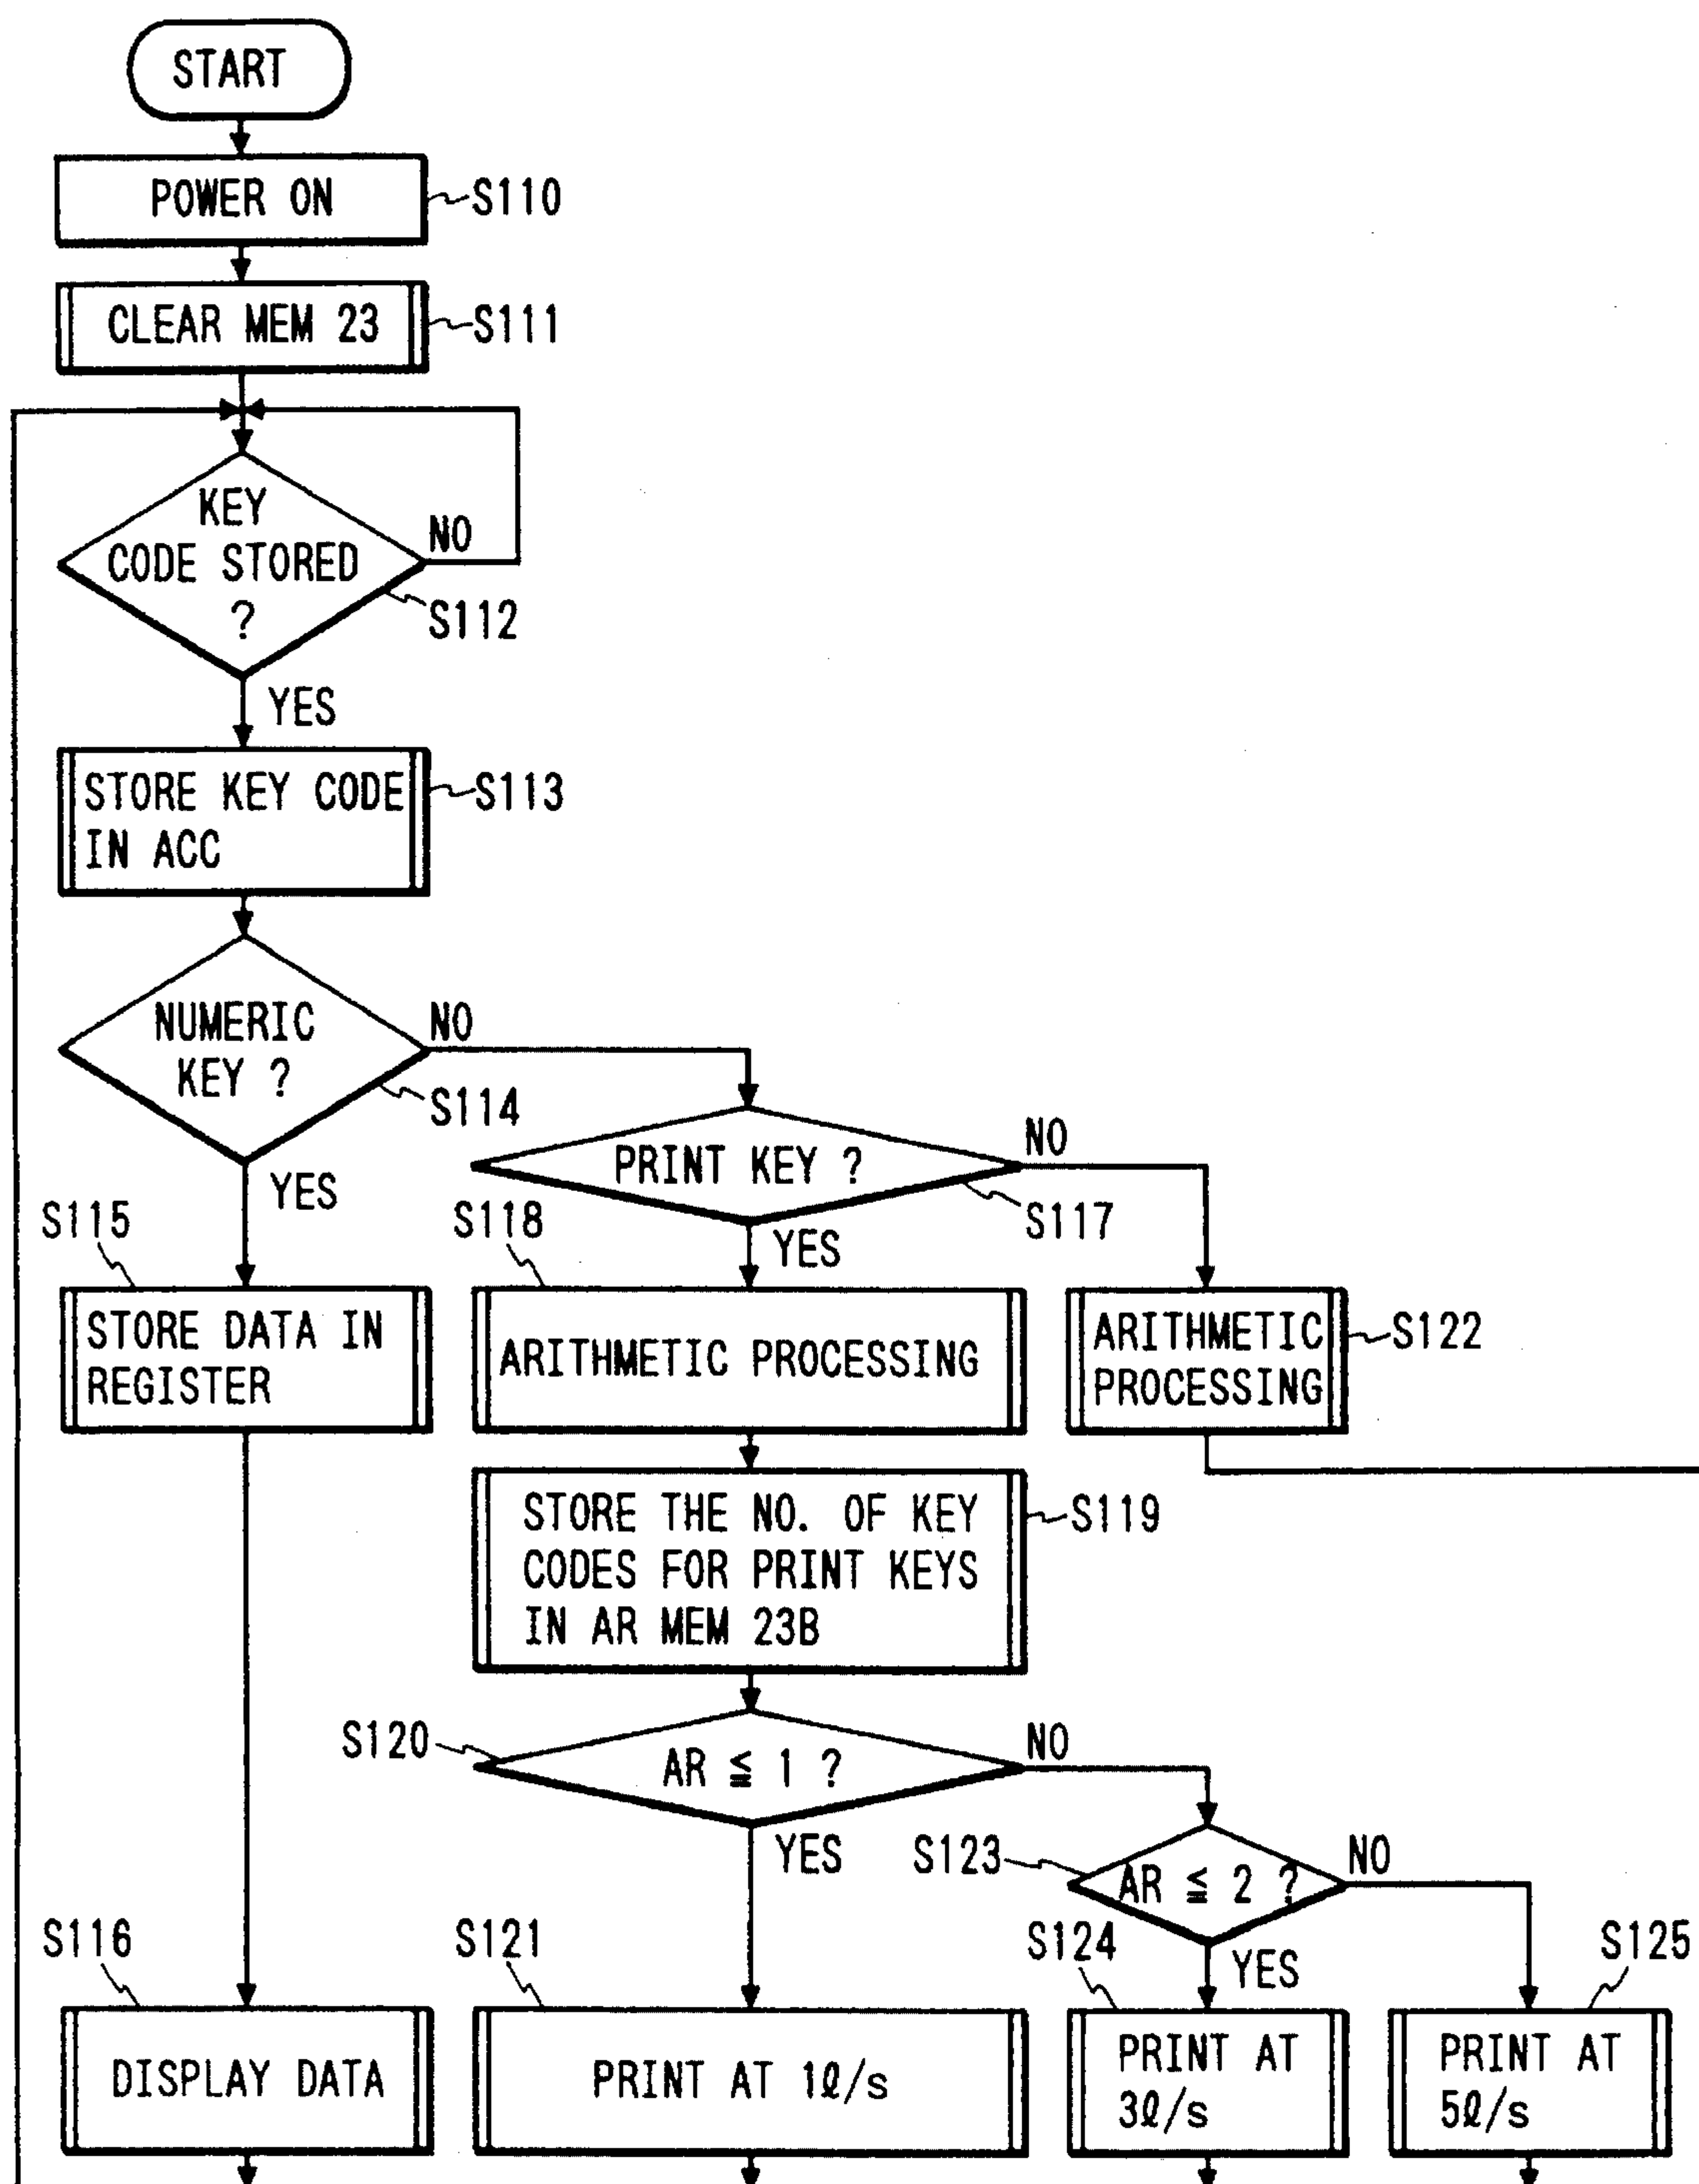 START
POWER ON
S110
CLEAR MEM 23
S111
KEY
CODE STORED
?
NO
S112
YES
STORE KEY CODE
IN ACC
S113
NUMERIC
KEY ?
NO
S114
YES
PRINT KEY ?
NO
S117
YES
S115
STORE DATA IN
REGISTER
S118
ARITHMETIC PROCESSING
ARITHMETIC
PROCESSING
S122
STORE THE NO. OF KEY
CODES FOR PRINT KEYS
IN AR MEM 23B
S119
S120
AR ≦ 1 ?
NO
YES
S123
AR ≦ 2 ?
NO
YES
S116
DISPLAY DATA
S121
PRINT AT 1ℓ/s
S124
PRINT AT
3ℓ/s
S125
PRINT AT
5ℓ/s